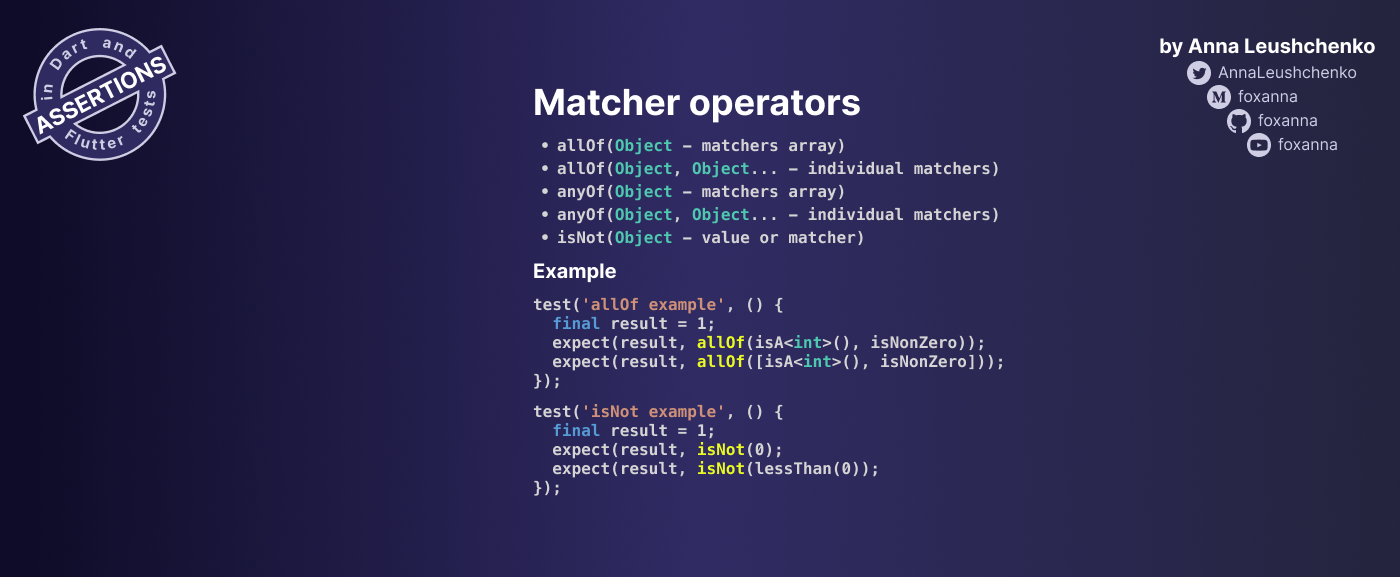 in Dart and
ASSERTIONS
Flutter tests
by Anna Leushchenko
AnnaLeushchenko
foxanna
foxanna
foxanna
Matcher operators
• allOf(Object – matchers array)
• allOf(Object, Object... – individual matchers)
• anyOf(Object – matchers array)
• anyOf(Object, Object... – individual matchers)
• isNot(Object – value or matcher)
Example
test('allOf example', () {
  final result = 1;
  expect(result, allOf(isA<int>(), isNonZero));
  expect(result, allOf([isA<int>(), isNonZero]));
});
test('isNot example', () {
  final result = 1;
  expect(result, isNot(0);
  expect(result, isNot(lessThan(0));
});